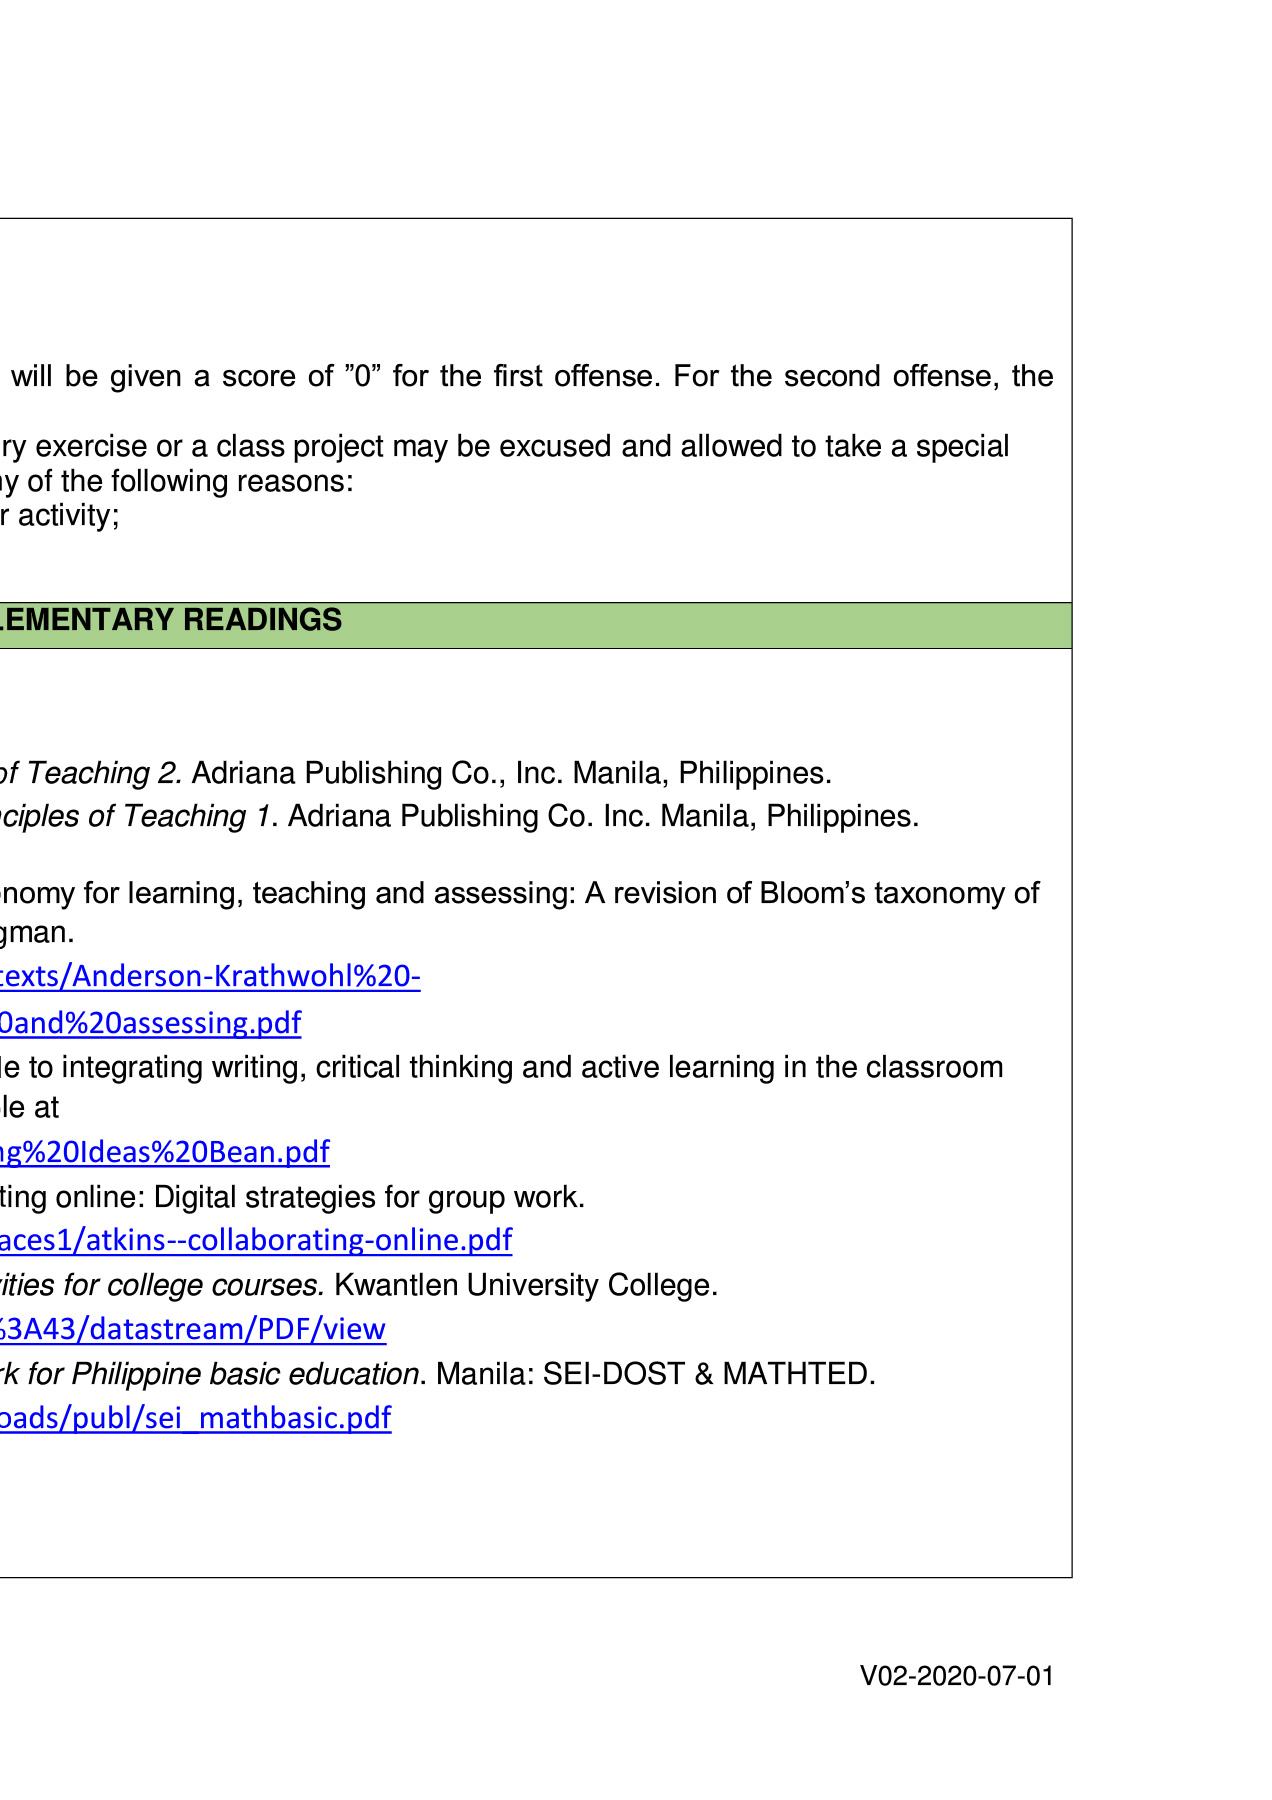 will be given a score of ”0” for the first offense. For the second offense, the
ry exercise or a class project may be excused and allowed to take a special
y of the following reasons:
r activity;
LEMENTARY READINGS
of Teaching 2. Adriana Publishing Co., Inc. Manila, Philippines.
nciples of Teaching 1. Adriana Publishing Co. Inc. Manila, Philippines.
onomy for learning, teaching and assessing: A revision of Bloom’s taxonomy of
gman.
texts/Anderson-Krathwohl%20-
0and%20assessing.pdf
le to integrating writing, critical thinking and active learning in the classroom
le at
ng%20Ideas%20Bean.pdf
ting online: Digital strategies for group work.
aces1/atkins--collaborating-online.pdf
vities for college courses. Kwantlen University College.
%3A43/datastream/PDF/view
rk for Philippine basic education. Manila: SEI-DOST & MATHTED.
oads/publ/sei_mathbasic.pdf
V02-2020-07-01